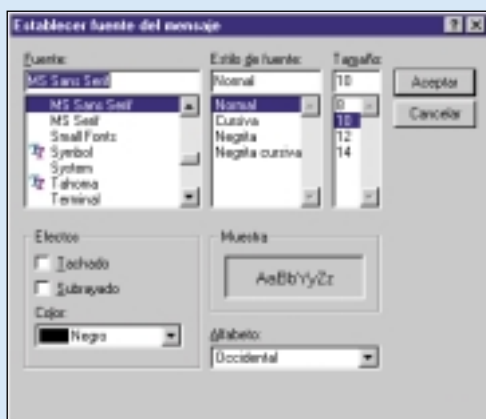 Establecer fuente del mensaje
Fuente:
MS Sans Serif
MS Sans Serif
MS Serif
Small Fonts
Symbol
System
Tahoma
Terminal
Estilo de fuente:
Normal
Normal
Cursiva
Negrita
Negrita cursiva
Tamaño:
10
8
10
12
14
Aceptar
Cancelar
Efectos
Tachado
Subrayado
Color:
Negro
Muestra
AaBbYyZz
Alfabeto:
Occidental